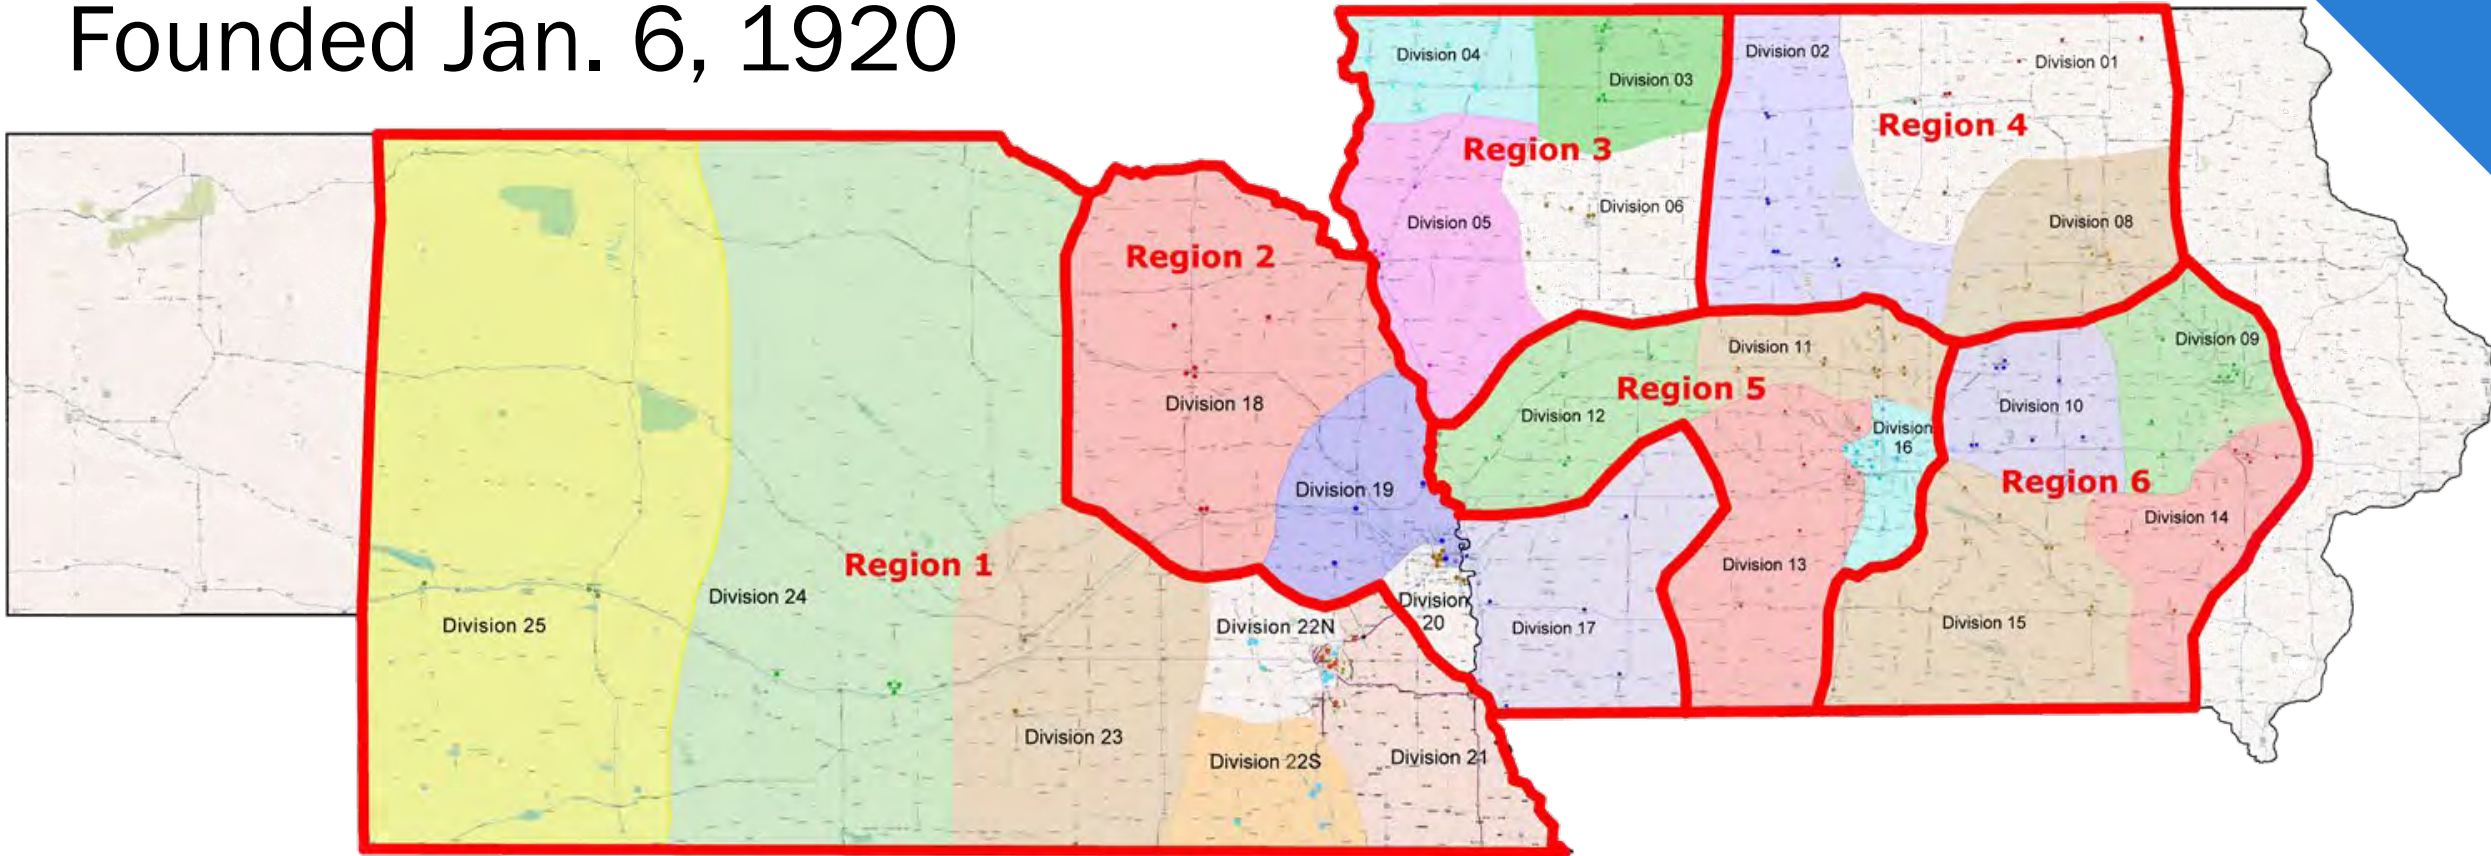 Founded Jan. 6, 1920
Division 04
Division 03
Division 02
Division 01
Region 3
Region 4
Division 05
Division 06
Division 08
Region 2
Division 18
Division 19
Division 11
Region 5
Division 12
Division
16
Division 09
Division 10
Region 6
Division 14
Region 1
Division 25
Division 24
Division 23
Division 22N
Division 22S
Division
20
Division 21
Division 17
Division 13
Division 15